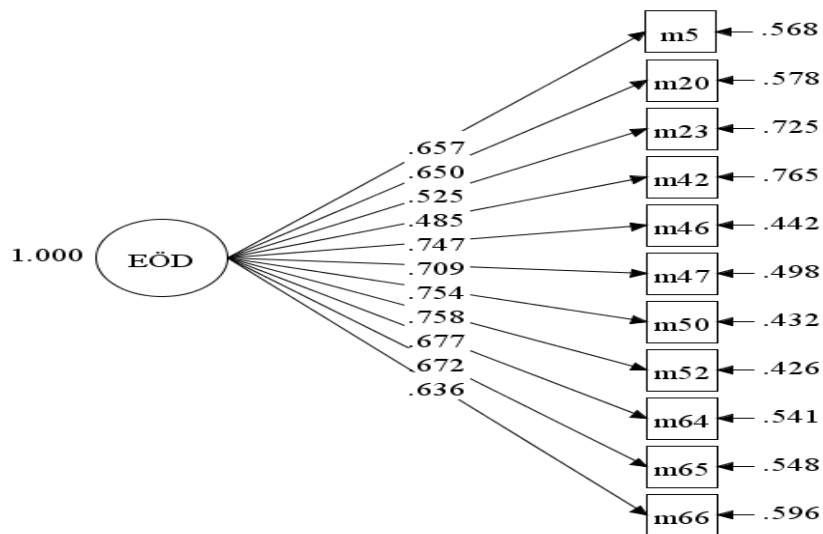 m5 .568
m20 .578
m23 .725
.657
.650
m42 .765
.525
.485
m46 .442
.747
1.000 EÖD
.709
m47 .498
.754
.758
m50 .432
.677
.672
m52 .426
.636
m64 .541
m65 .548
m66 .596